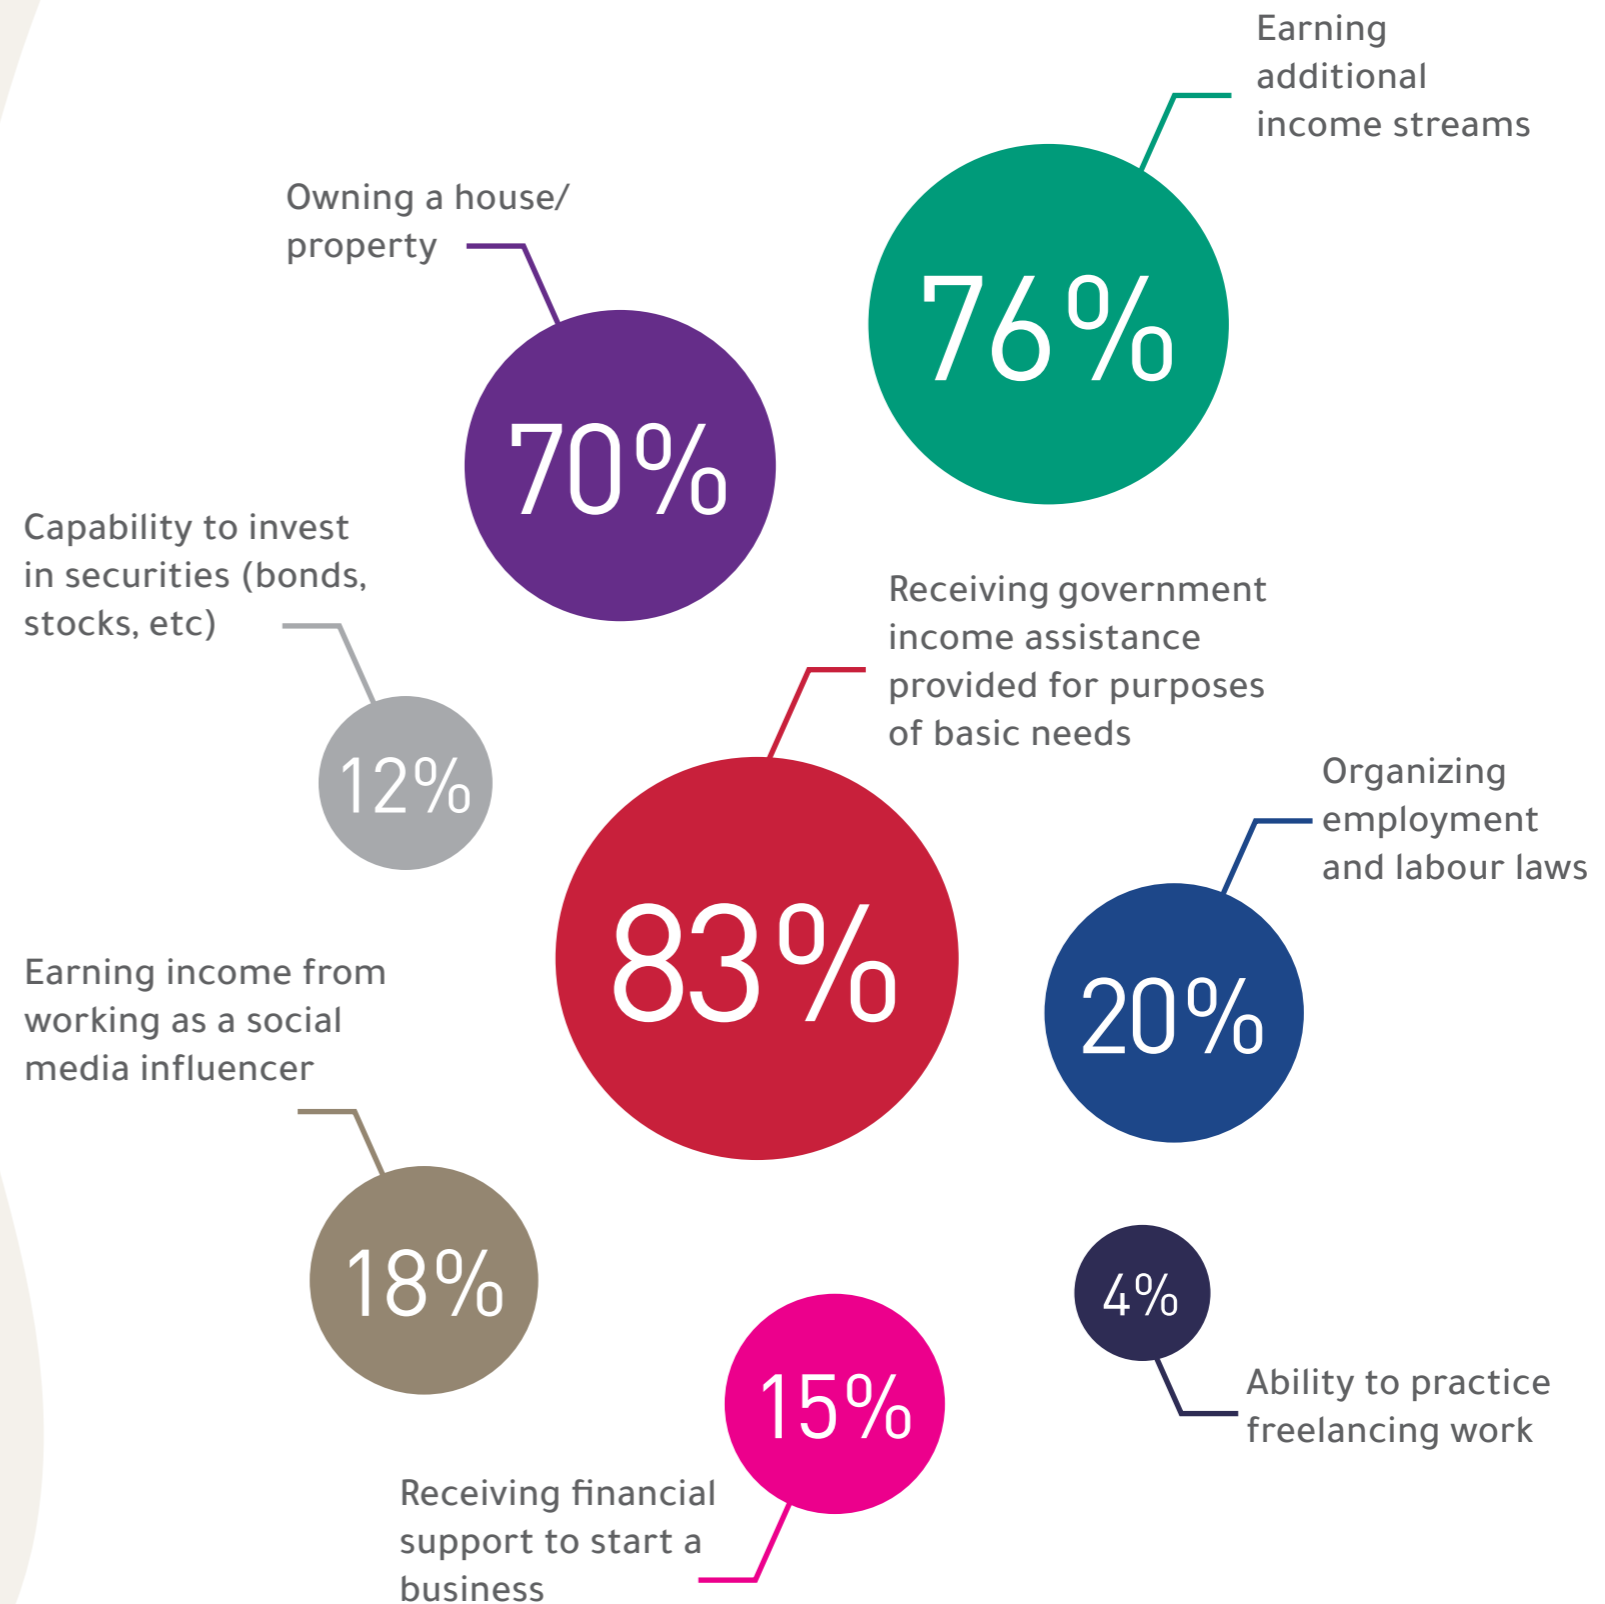 Earning
additional
income streams
76%
Owning a house/
property
70%
Capability to invest
in securities (bonds,
stocks, etc)
12%
Receiving government
income assistance
provided for purposes
of basic needs
83%
Organizing
employment
and labour laws
20%
Earning income from
working as a social
media influencer
18%
4%
Ability to practice
freelancing work
15%
Receiving financial
support to start a
business